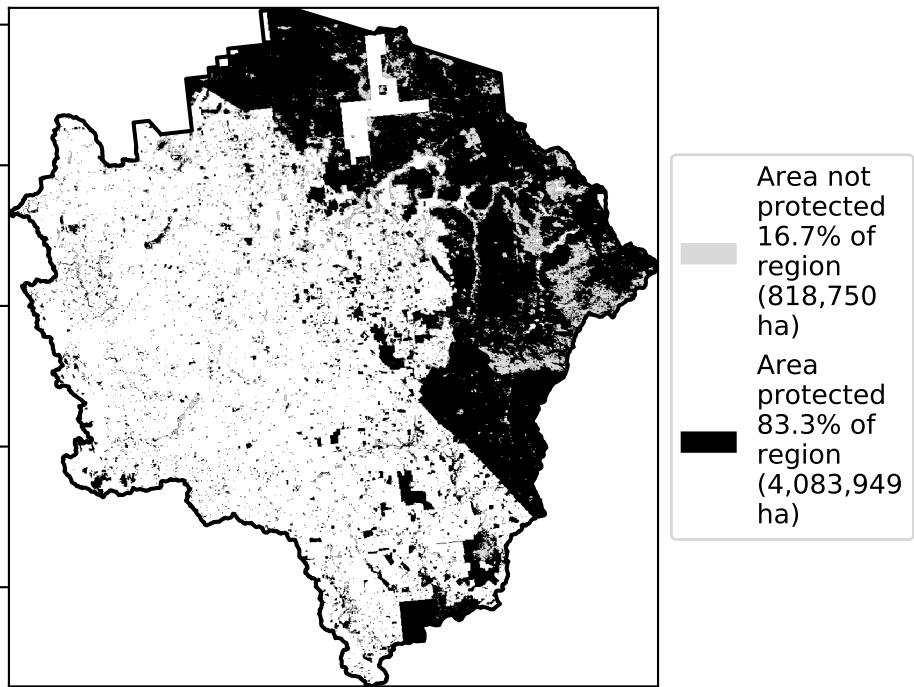 Area not
protected
16.7% of
region
(818,750
ha)
Area
protected
83.3% of
region
(4,083,949
ha)